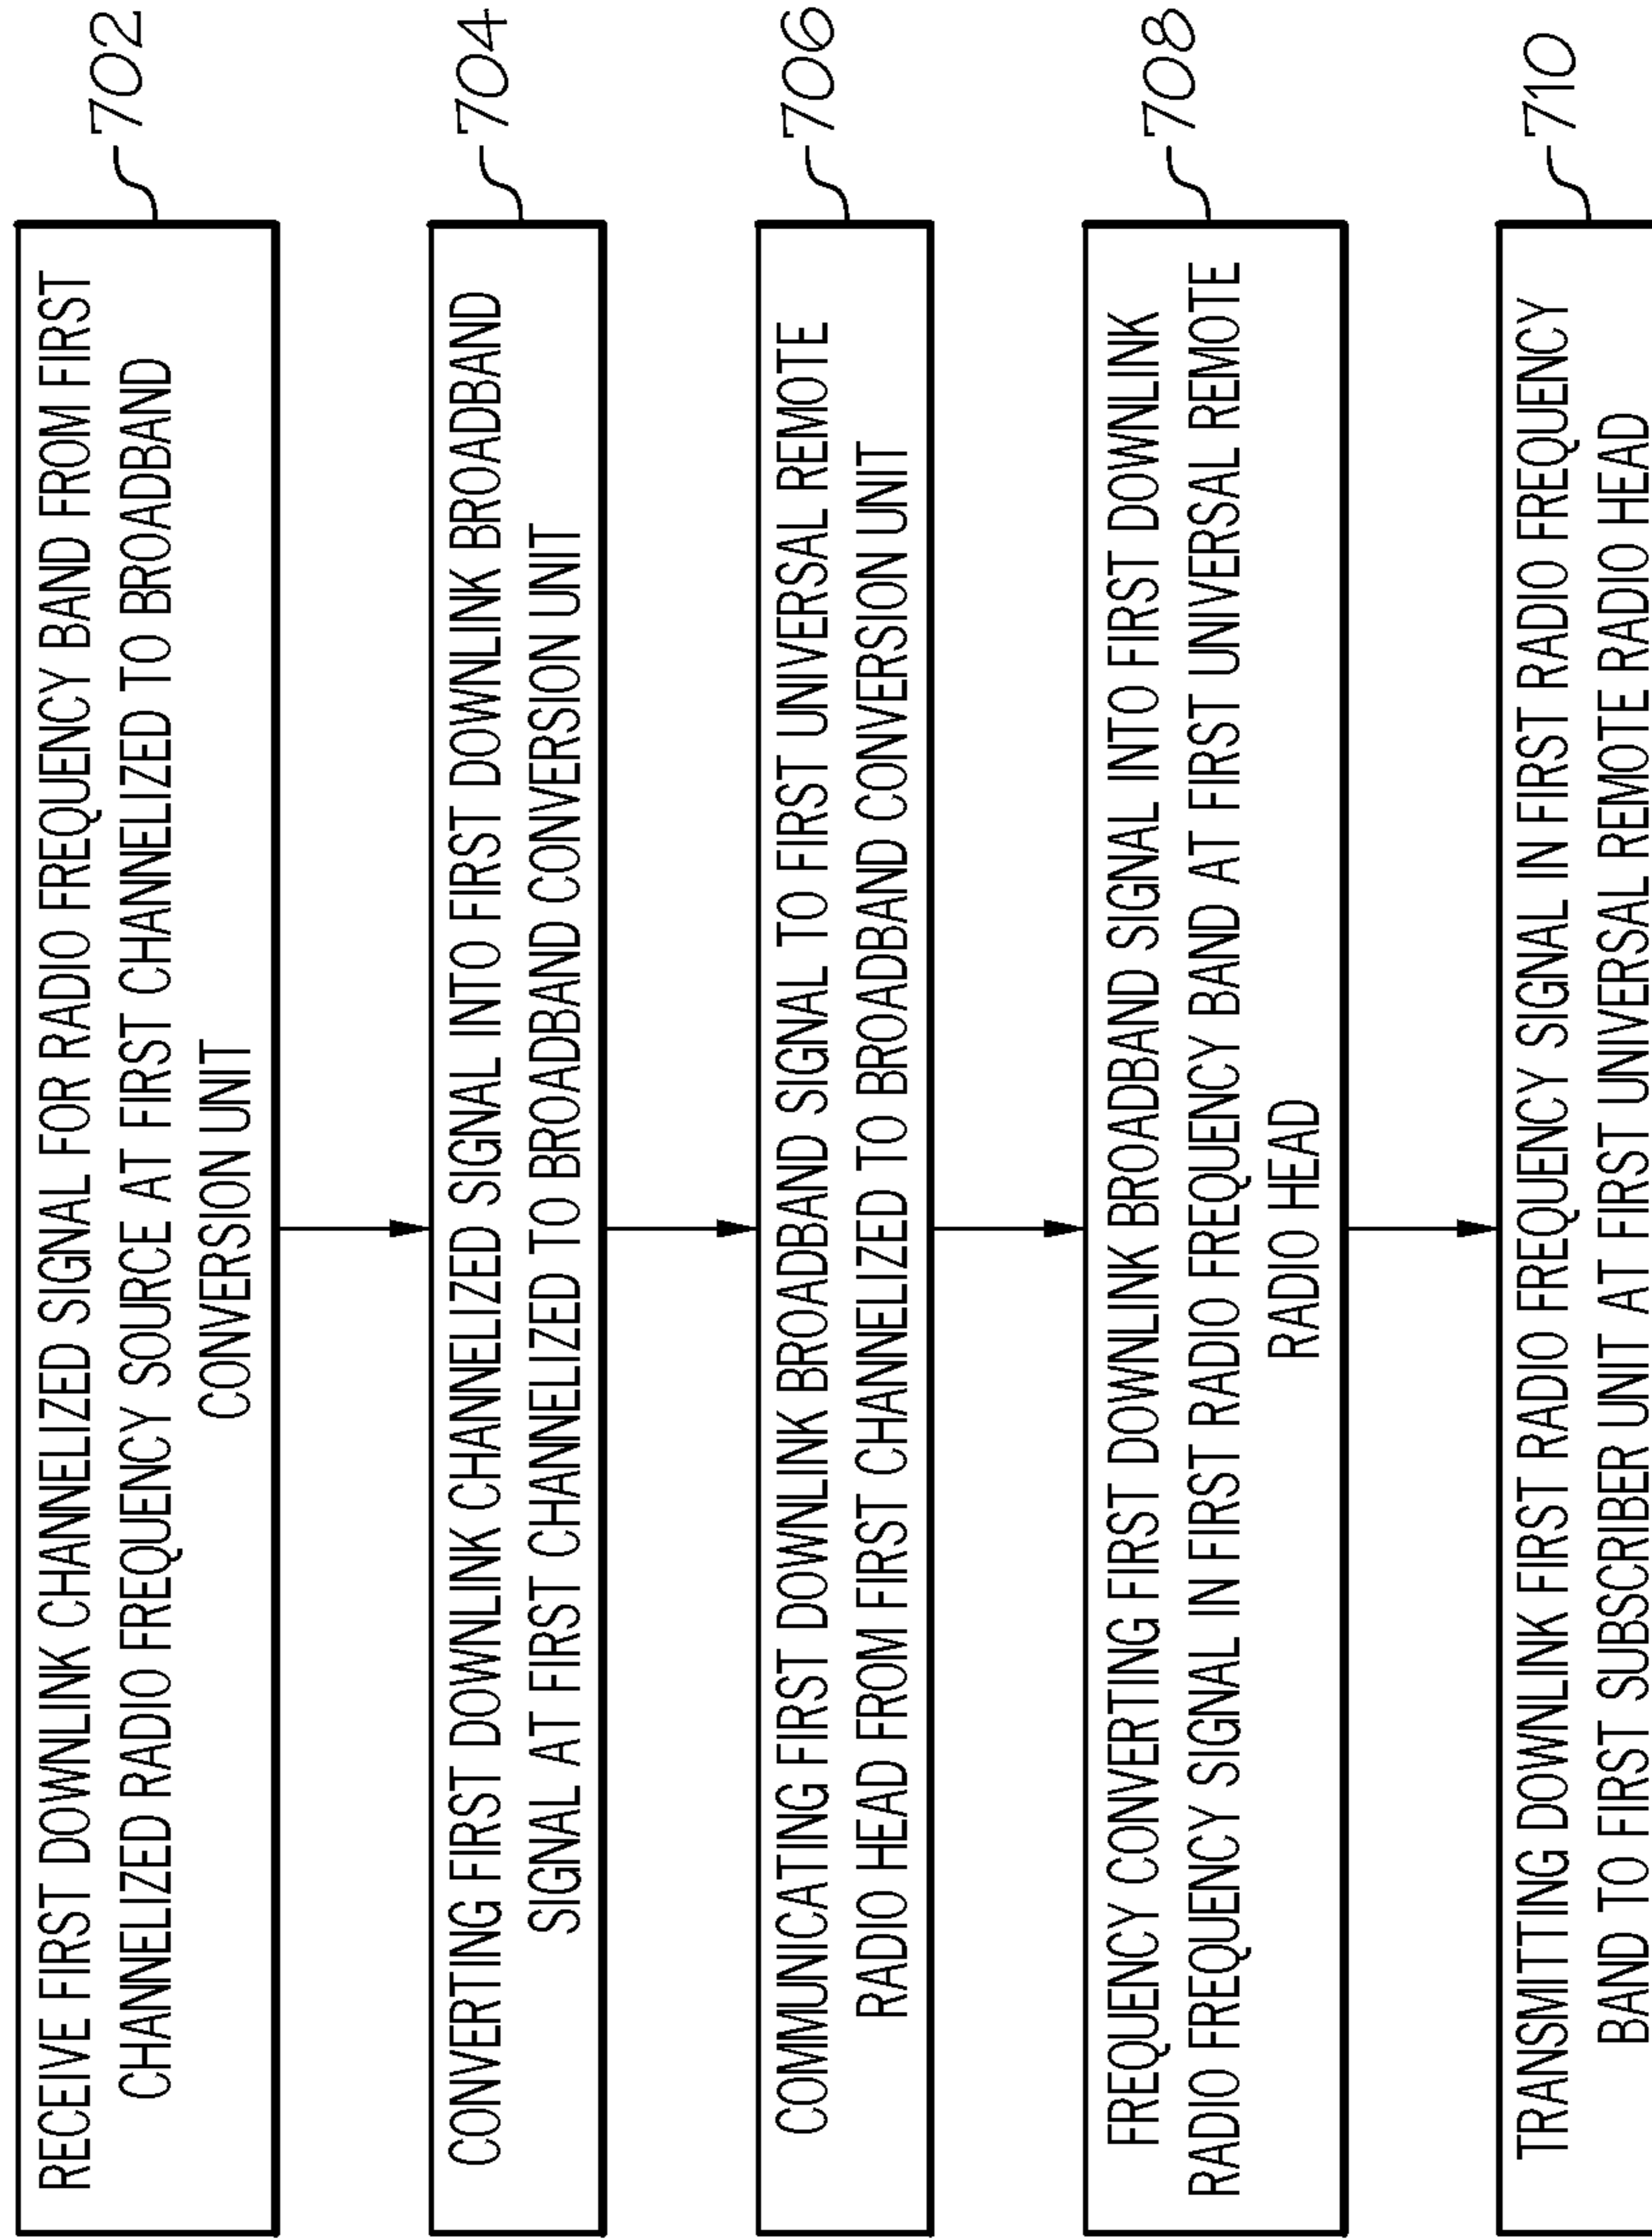 RECEIVE FIRST DOWNLINK CHANNELIZED SIGNAL FOR RADIO FREQUENCY BAND FROM FIRST
CHANNELIZED RADIO FREQUENCY SOURCE AT FIRST CHANNELIZED TO BROADBAND
CONVERSION UNIT
702
CONVERTING FIRST DOWNLINK CHANNELIZED SIGNAL INTO FIRST DOWNLINK BROADBAND
SIGNAL AT FIRST CHANNELIZED TO BROADBAND CONVERSION UNIT
704
COMMUNICATING FIRST DOWNLINK BROADBAND SIGNAL TO FIRST UNIVERSAL REMOTE
RADIO HEAD FROM FIRST CHANNELIZED TO BROADBAND CONVERSION UNIT
706
FREQUENCY CONVERTING FIRST DOWNLINK BROADBAND SIGNAL INTO FIRST DOWNLINK
RADIO FREQUENCY SIGNAL IN FIRST RADIO FREQUENCY BAND AT FIRST UNIVERSAL REMOTE
RADIO HEAD
708
TRANSMITTING DOWNLINK FIRST RADIO FREQUENCY SIGNAL IN FIRST RADIO FREQUENCY
BAND TO FIRST SUBSCRIBER UNIT AT FIRST UNIVERSAL REMOTE RADIO HEAD
710